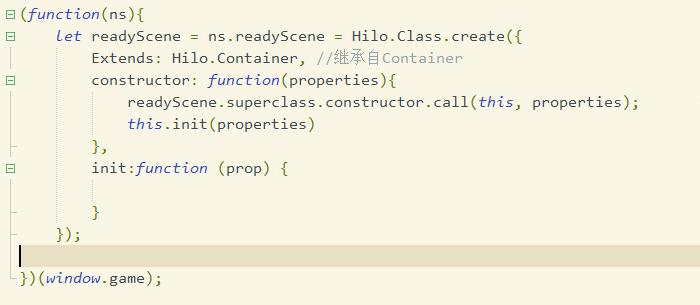 (function(ns){
    let readyScene = ns.readyScene = Hilo.Class.create({
        Extends: Hilo.Container, //继承自Container
        constructor: function(properties){
            readyScene.superclass.constructor.call(this, properties);
            this.init(properties)
        },
        init:function (prop) {
        }
    });
})(window.game);